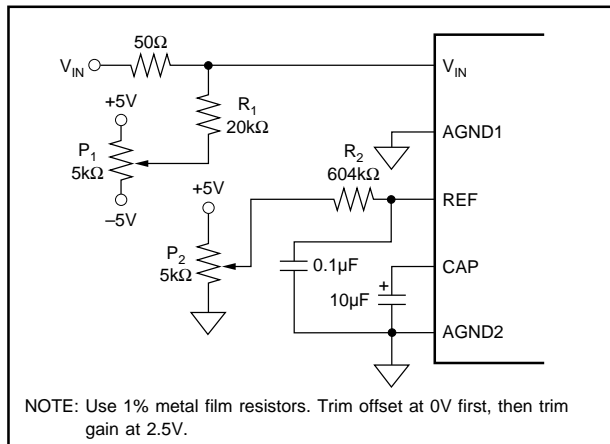 50Ω
V_IN
V_IN
R_1
20kΩ
+5V
P_1
5kΩ
–5V
AGND1
R_2
604kΩ
+5V
REF
P_2
5kΩ
0.1µF
CAP
+
10µF
AGND2
NOTE: Use 1% metal film resistors. Trim offset at 0V first, then trim
gain at 2.5V.